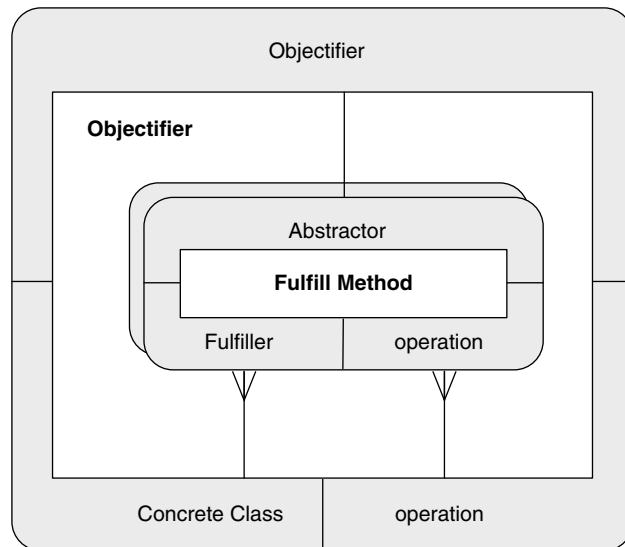 Objectifier
Objectifier
Abstractor
Fulfill Method
Fulfiller operation
Concrete Class operation